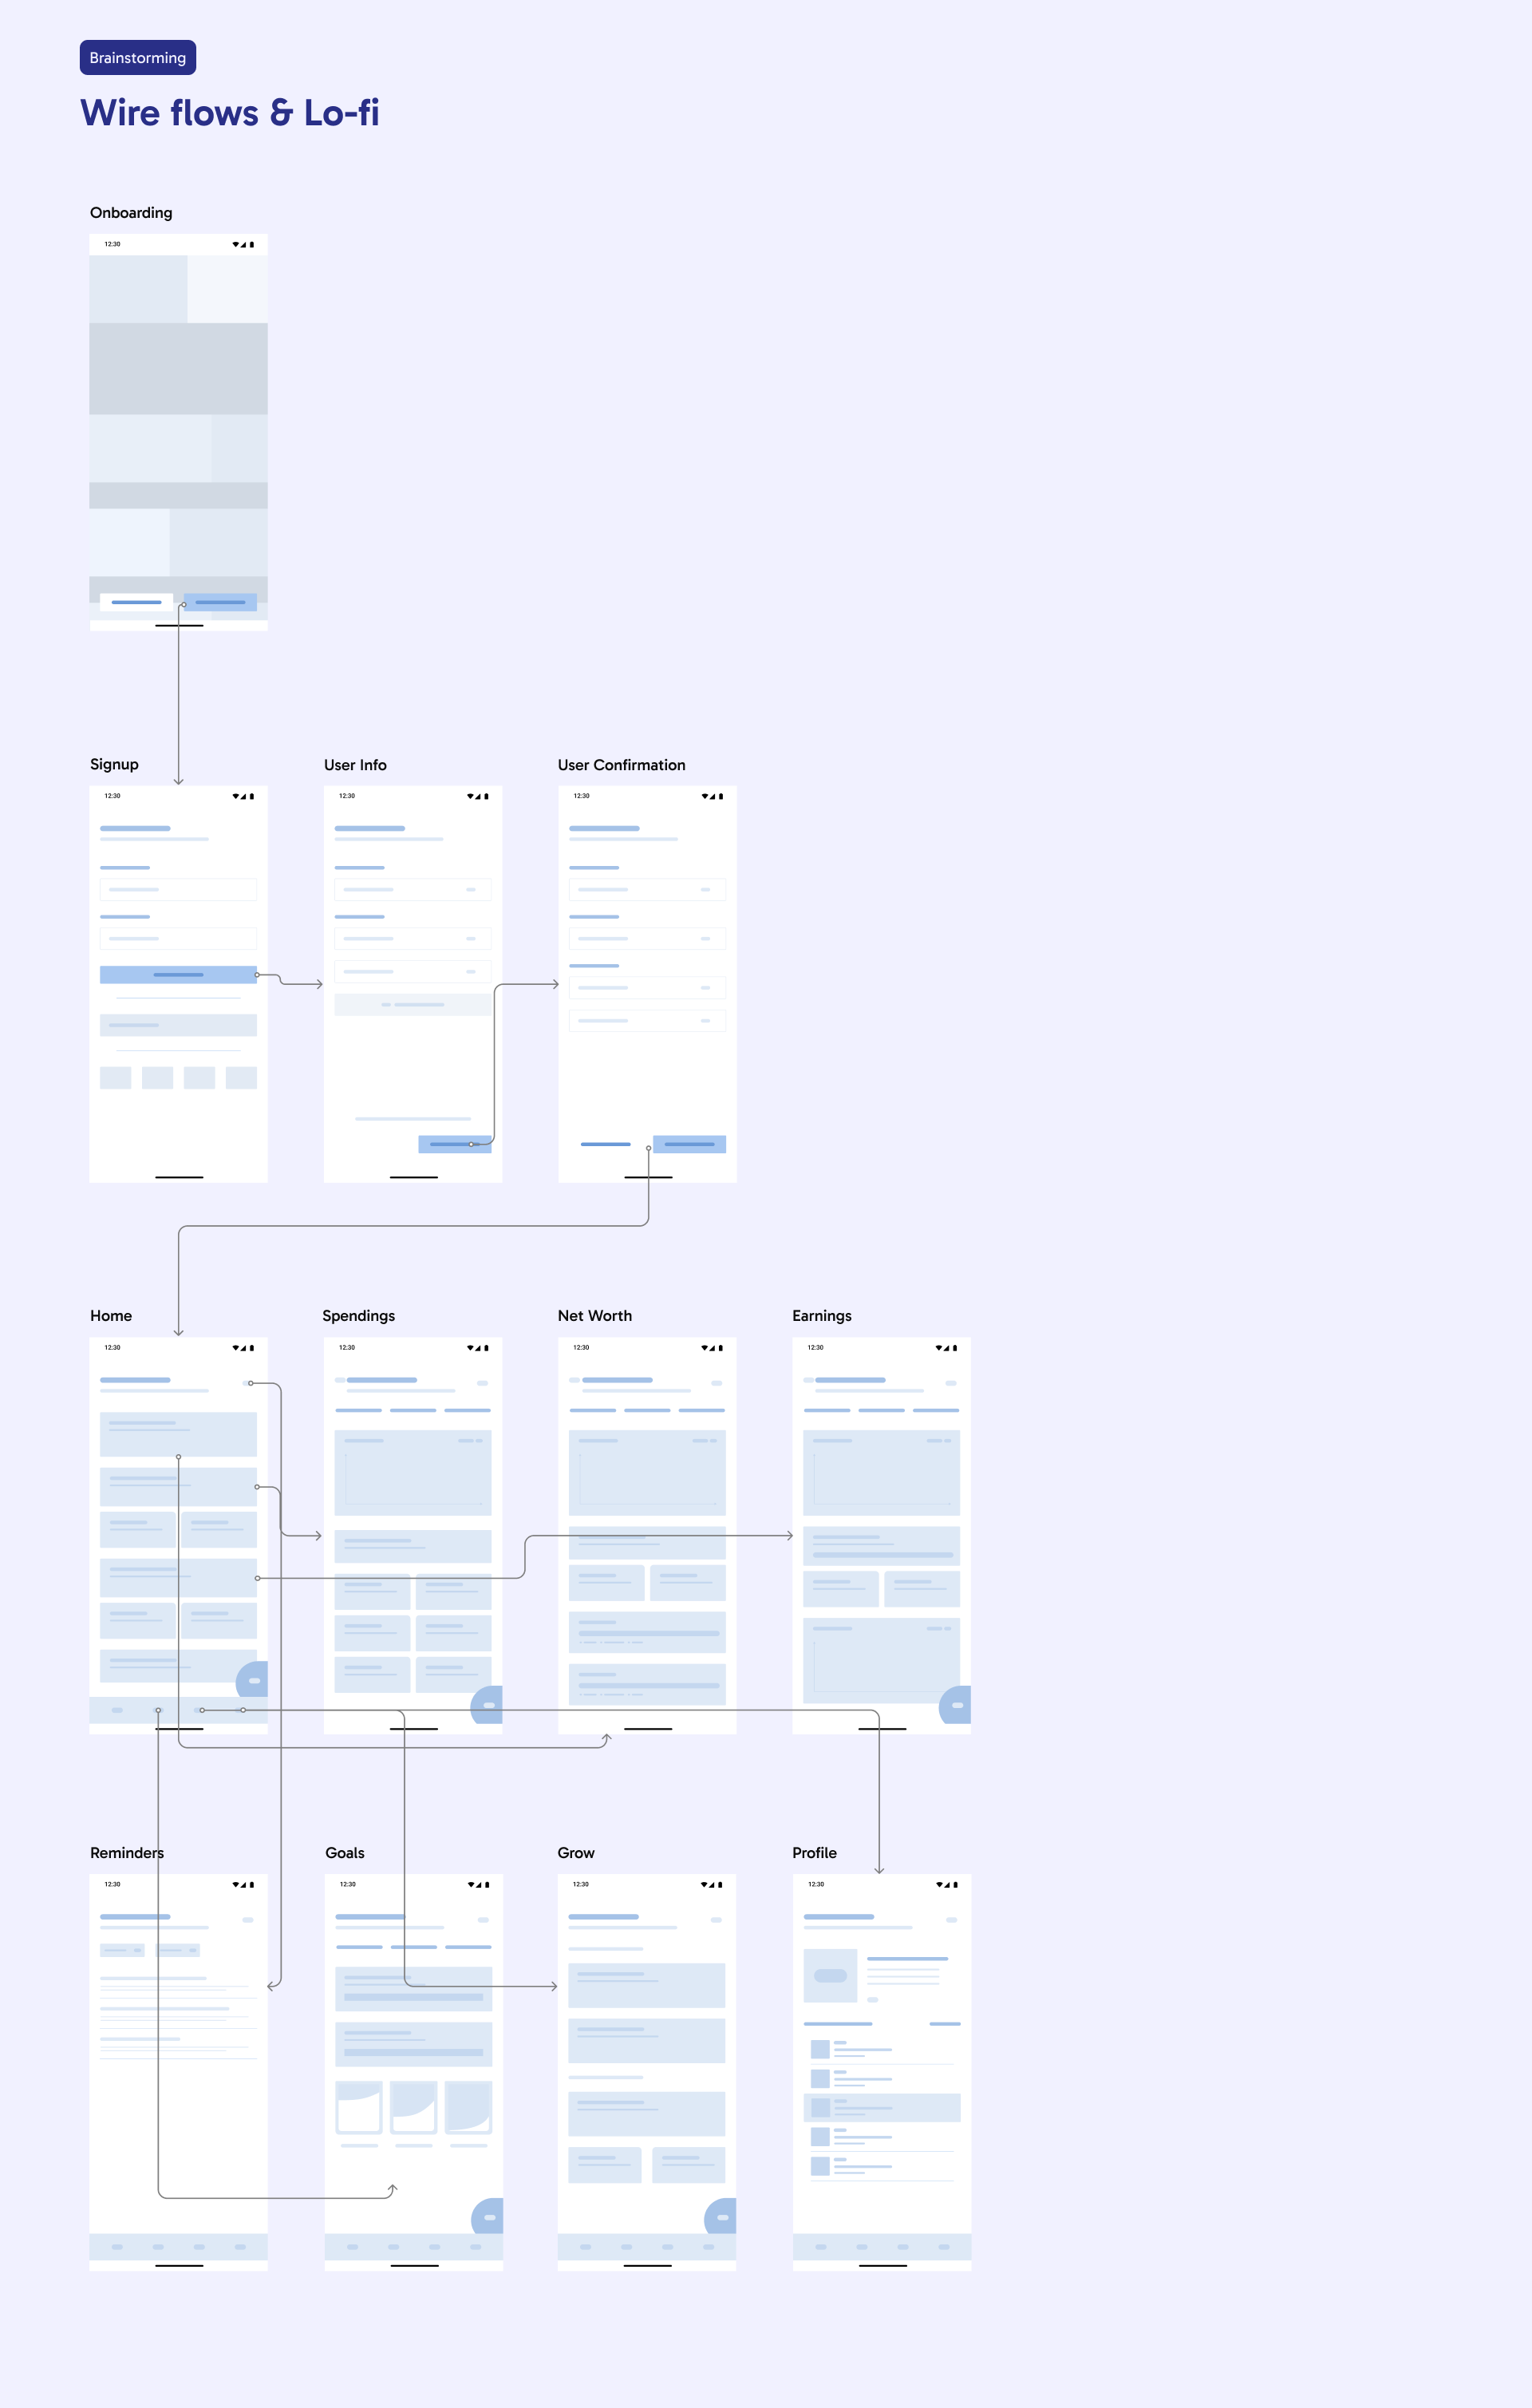 Brainstorming
Wire flows & Lo-fi
Onboarding
12:30
Signup
User Info
User Confirmation
12:30
12:30
12:30
Home
Spendings
Net Worth
Earnings
12:30
12:30
12:30
12:30
Reminders
Goals
Grow
Profile
12:30
12:30
12:30
12:30